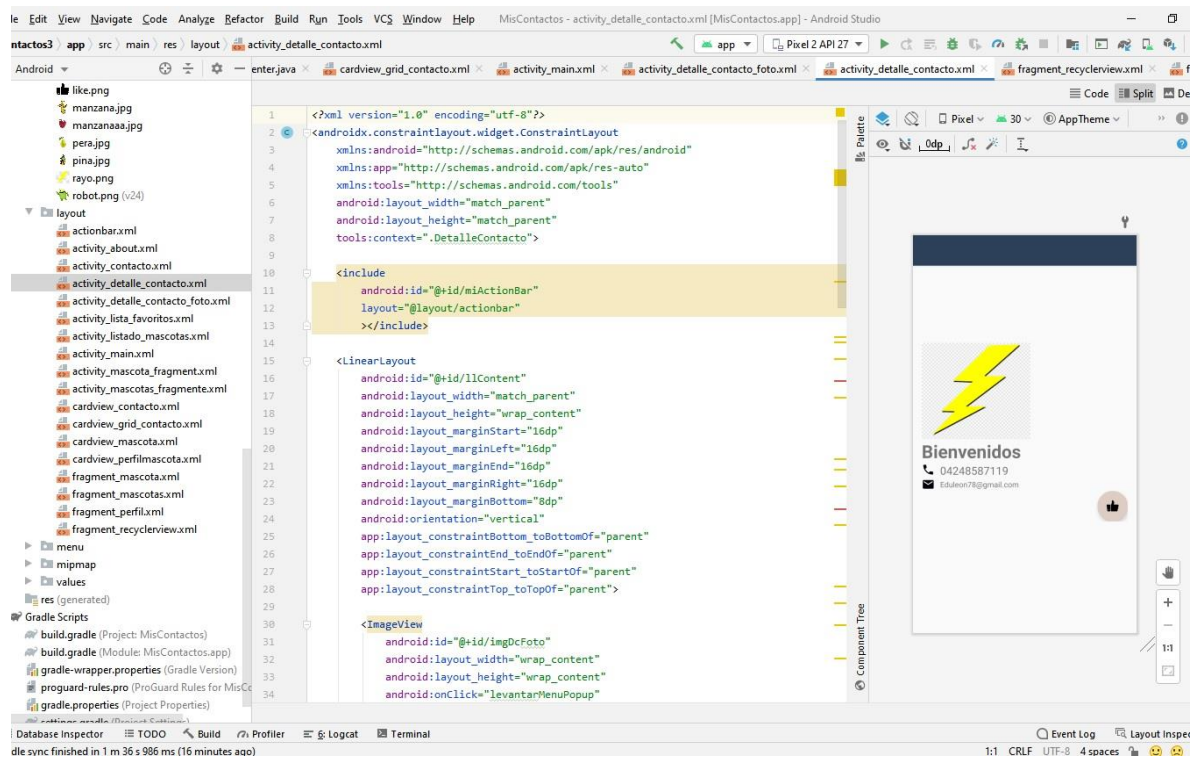 le Edit View Navigate Code Analyze Refactor Build Run Tools VCS Window Help MisContactos - activity_detalle_contacto.xml [MisContactos.app] - Android Studio
ntactos3 app src main res layout activity_detalle_contacto.xml app Pixel 2 API 27
Android enter.java cardview_grid_contacto.xml activity_main.xml activity_detalle_contacto_foto.xml activity_detalle_contacto.xml fragment_recyclerview.xml f
Code Split De
like.png
manzana.jpg
manzanaaa.jpg
pera.jpg
pina.jpg
rayo.png
robot.png (v24)
layout
actionbar.xml
activity_about.xml
activity_contacto.xml
activity_detalle_contacto.xml
activity_detalle_contacto_foto.xml
activity_lista_favoritos.xml
activity_listado_mascotas.xml
activity_main.xml
activity_mascota_fragment.xml
activity_mascotas_fragmente.xml
cardview_contacto.xml
cardview_grid_contacto.xml
cardview_mascota.xml
cardview_perfilmascota.xml
fragment_mascota.xml
fragment_mascotas.xml
fragment_perfil.xml
fragment_recyclerview.xml
menu
mipmap
values
res (generated)
Gradle Scripts
build.gradle (Project: MisContactos)
build.gradle (Module: MisContactos.app)
gradle-wrapper.properties (Gradle Version)
proguard-rules.pro (ProGuard Rules for MisCo
gradle.properties (Project Properties)
settings.gradle (Project Settings)
1 <?xml version="1.0" encoding="utf-8"?>
2 <androidx.constraintlayout.widget.ConstraintLayout
3 xmlns:android="http://schemas.android.com/apk/res/android"
4 xmlns:app="http://schemas.android.com/apk/res-auto"
5 xmlns:tools="http://schemas.android.com/tools"
6 android:layout_width="match_parent"
7 android:layout_height="match_parent"
8 tools:context=".DetalleContacto">
9
10 <include
11 android:id="@+id/miActionBar"
12 layout="@layout/actionbar"
13 ></include>
14
15 <LinearLayout
16 android:id="@+id/llContent"
17 android:layout_width="match_parent"
18 android:layout_height="wrap_content"
19 android:layout_marginStart="16dp"
20 android:layout_marginLeft="16dp"
21 android:layout_marginEnd="16dp"
22 android:layout_marginRight="16dp"
23 android:layout_marginBottom="8dp"
24 android:orientation="vertical"
25 app:layout_constraintBottom_toBottomOf="parent"
26 app:layout_constraintEnd_toEndOf="parent"
27 app:layout_constraintStart_toStartOf="parent"
28 app:layout_constraintTop_toTopOf="parent">
29
30 <ImageView
31 android:id="@+id/imgDcFoto"
32 android:layout_width="wrap_content"
33 android:layout_height="wrap_content"
34 android:onClick="levantarMenuPopup"
Palette
Component Tree
Pixel 30 AppTheme
0dp
Bienvenidos
04248587119
Eduleon78@gmail.com
1:1
Database Inspector TODO Build Profiler 6: Logcat Terminal Event Log Layout Inspec
dle sync finished in 1 m 36 s 986 ms (16 minutes ago) 1:1 CRLF UTF-8 4 spaces